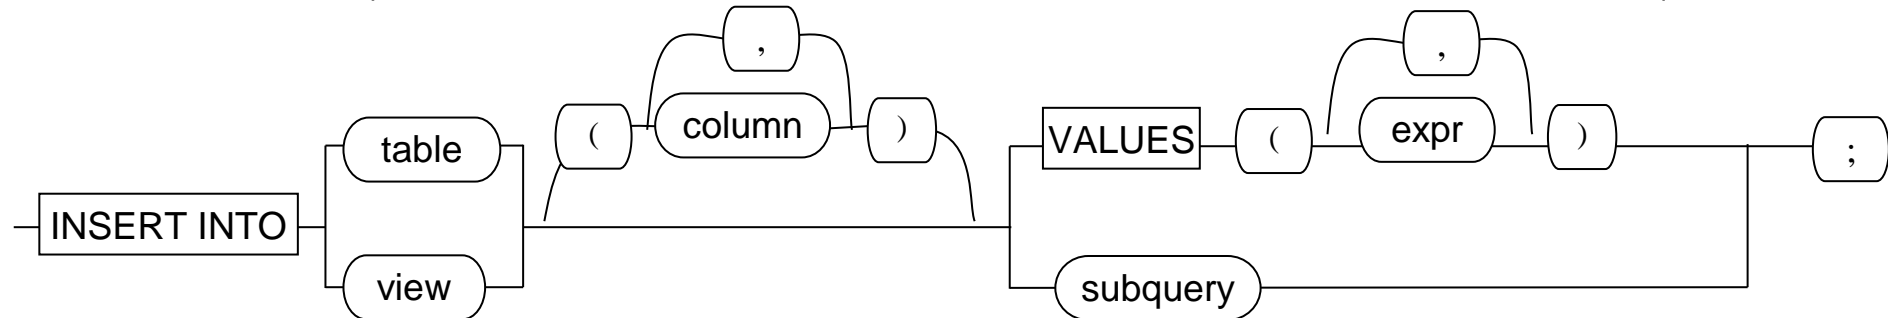 INSERT INTO
table
view
(
,
column
)
VALUES
(
,
expr
)
subquery
;